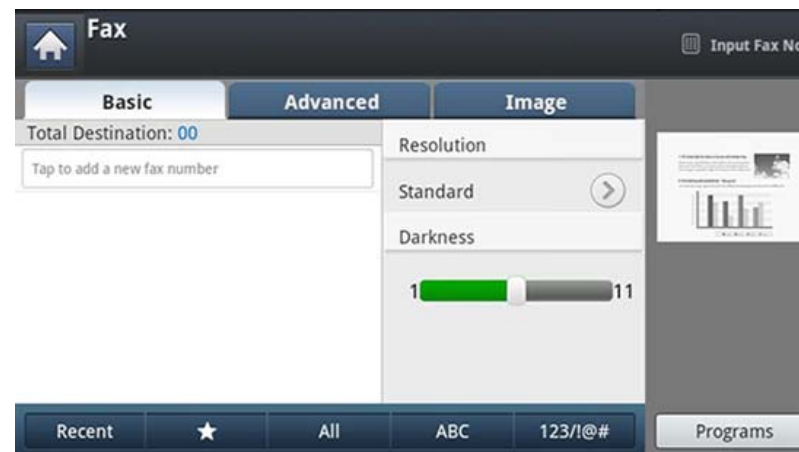 Fax
Input Fax No
Basic
Advanced
Image
Total Destination: 00
Tap to add a new fax number
Resolution
Standard
Darkness
1
11
Recent
★
All
ABC
123/!@#
Programs